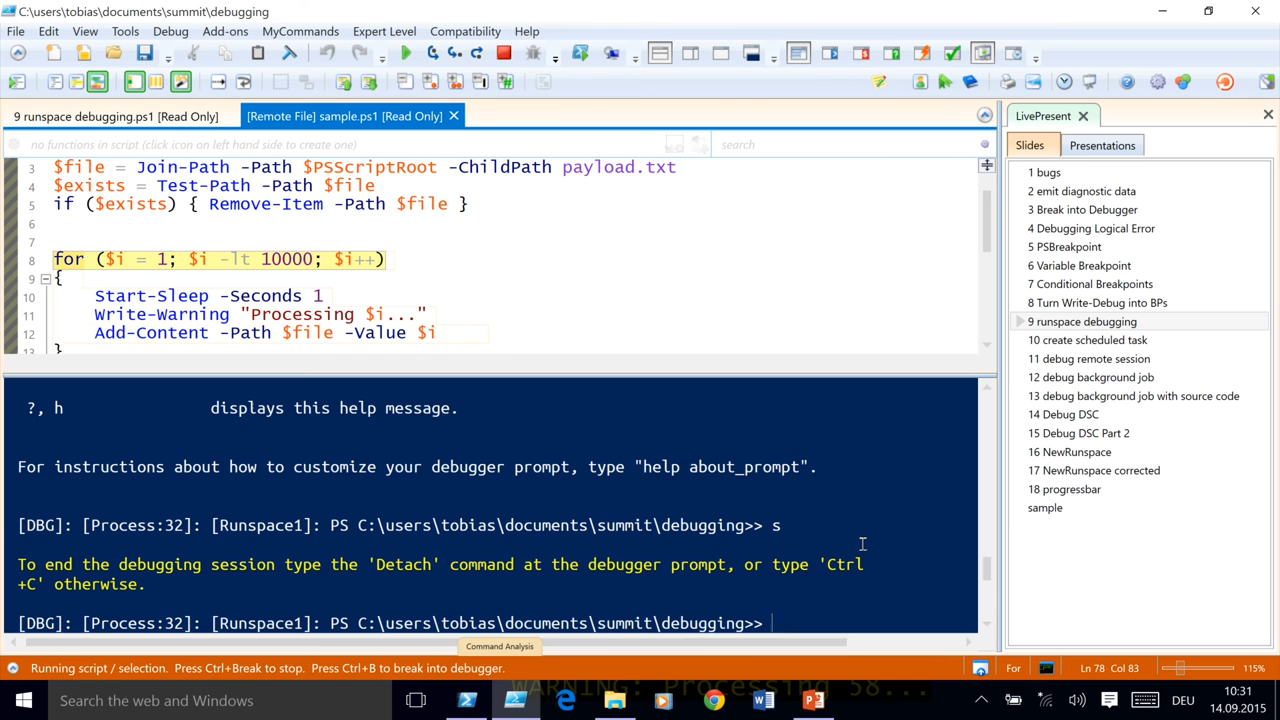 C:\users\tobias\documents\summit\debugging
File Edit View Tools Debug Add-ons MyCommands Expert Level Compatibility Help
9 runspace debugging.ps1 [Read Only] [Remote File] sample.ps1 [Read Only]
no functions in script (click icon on left hand side to create one) search
3 $file = Join-Path -Path $PSScriptRoot -ChildPath payload.txt
4 $exists = Test-Path -Path $file
5 if ($exists) { Remove-Item -Path $file }
6
7
8 for ($i = 1; $i -lt 10000; $i++)
9 {
10 Start-Sleep -Seconds 1
11 Write-Warning "Processing $i..."
12 Add-Content -Path $file -Value $i
13 }
?, h displays this help message.
For instructions about how to customize your debugger prompt, type "help about_prompt".
[DBG]: [Process:32]: [Runspace1]: PS C:\users\tobias\documents\summit\debugging>> s
To end the debugging session type the 'Detach' command at the debugger prompt, or type 'Ctrl
+C' otherwise.
[DBG]: [Process:32]: [Runspace1]: PS C:\users\tobias\documents\summit\debugging>>
Command Analysis
LivePresent
Slides Presentations
1 bugs
2 emit diagnostic data
3 Break into Debugger
4 Debugging Logical Error
5 PSBreakpoint
6 Variable Breakpoint
7 Conditional Breakpoints
8 Turn Write-Debug into BPs
9 runspace debugging
10 create scheduled task
11 debug remote session
12 debug background job
13 debug background job with source code
14 Debug DSC
15 Debug DSC Part 2
16 NewRunspace
17 NewRunspace corrected
18 progressbar
sample
Running script / selection. Press Ctrl+Break to stop. Press Ctrl+B to break into debugger. For Ln 78 Col 83 115%
WARNING: Processing 58...
Search the web and Windows DEU 10:31
14.09.2015